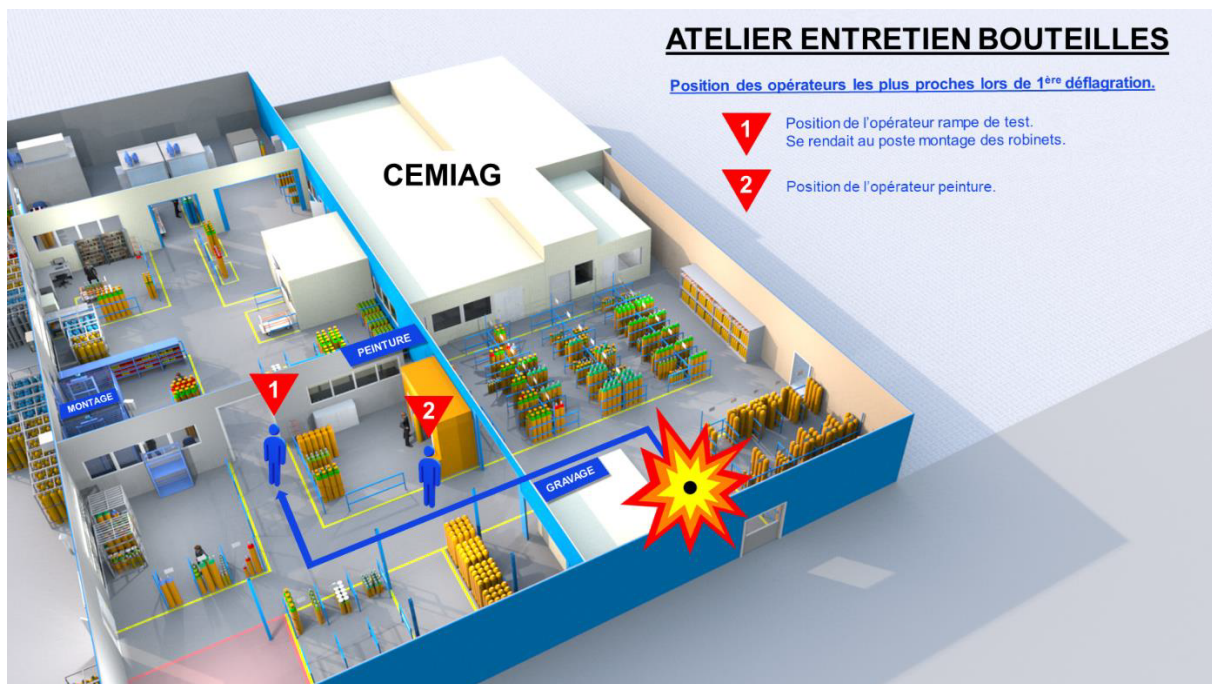 ATELIER ENTRETIEN BOUTEILLES
Position des opérateurs les plus proches lors de 1ère déflagration.
1
Position de l'opérateur rampe de test.
Se rendait au poste montage des robinets.
2
Position de l'opérateur peinture.
CEMIAG
PEINTURE
MONTAGE
1
2
GRAVAGE